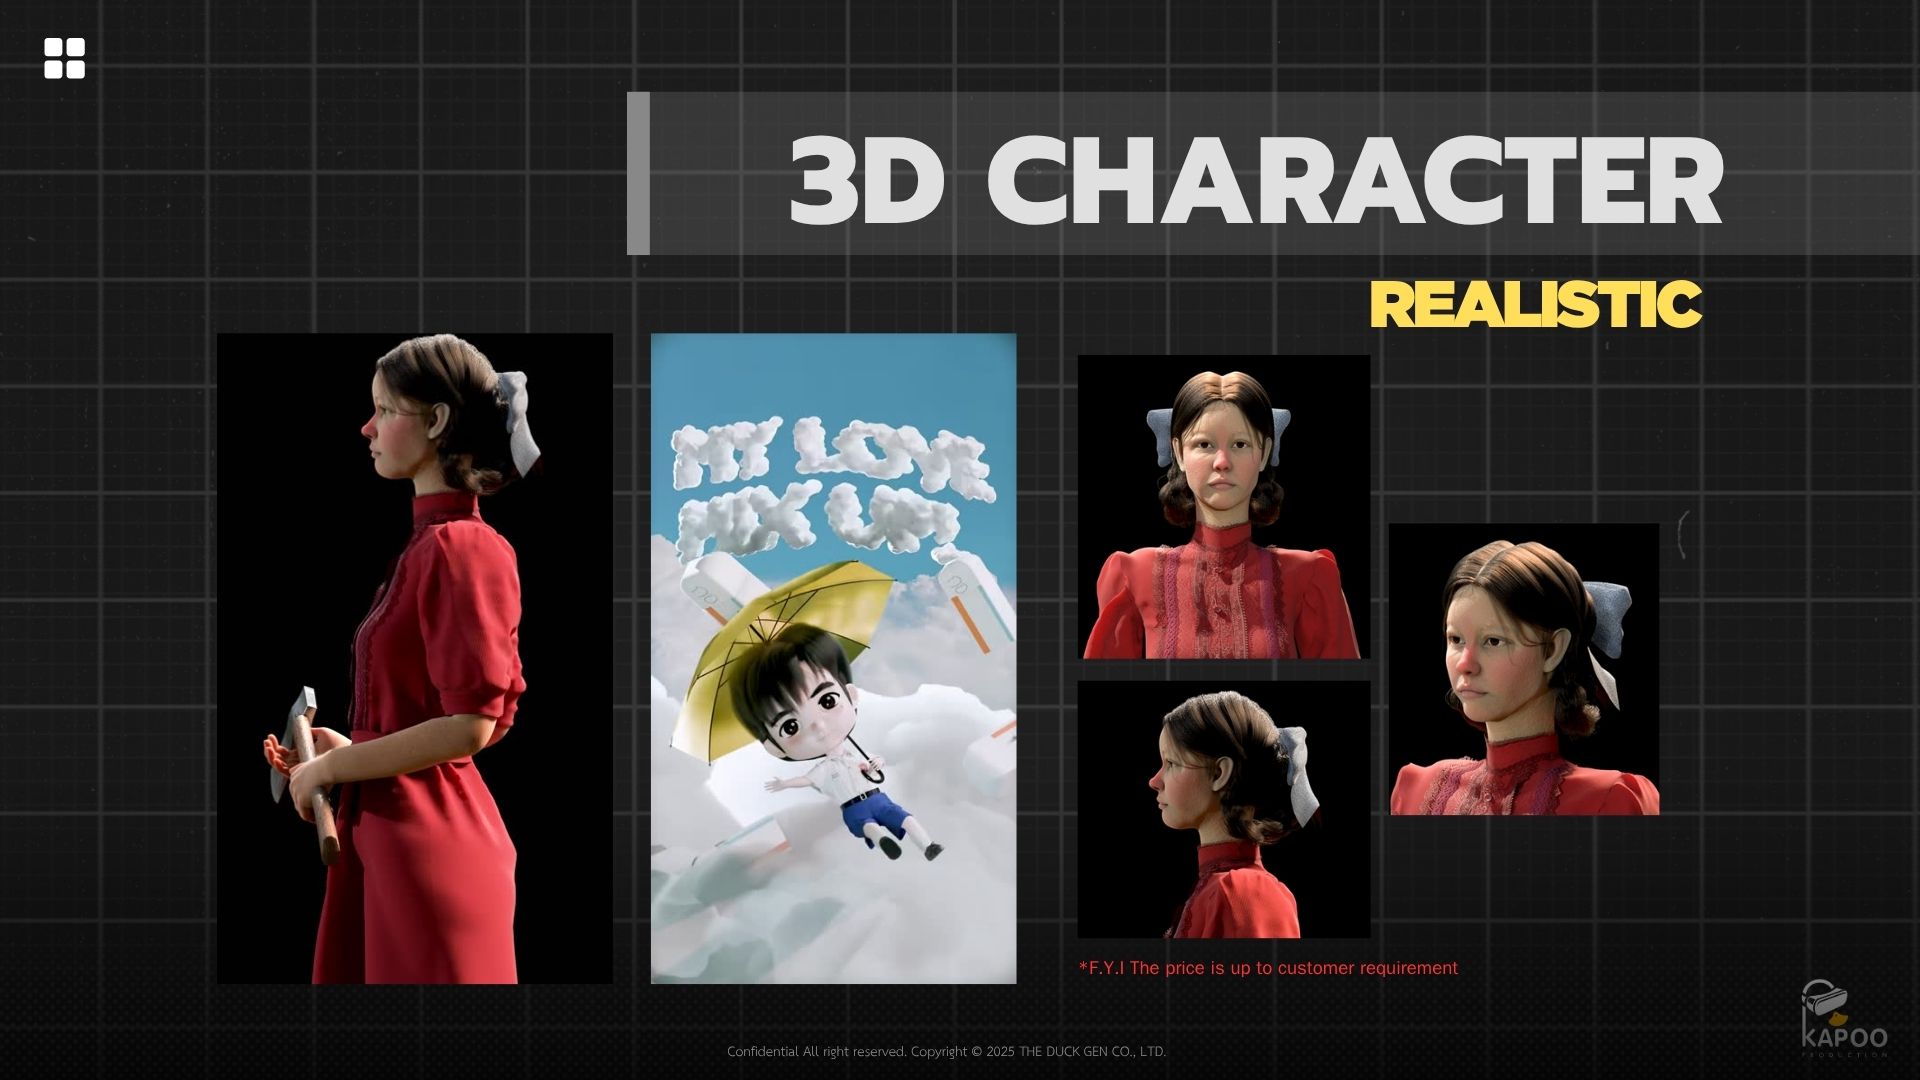 3D CHARACTER
REALISTIC
MY LOVE
MIX UP!
*F.Y.I The price is up to customer requirement
Confidential All right reserved. Copyright © 2025 THE DUCK GEN CO., LTD.
KAPOO
PRODUCTION